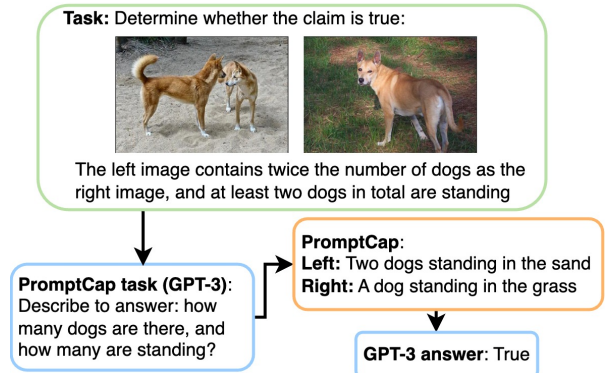 Task: Determine whether the claim is true:
The left image contains twice the number of dogs as the
right image, and at least two dogs in total are standing
PromptCap task (GPT-3):
Describe to answer: how
many dogs are there, and
how many are standing?
PromptCap:
Left: Two dogs standing in the sand
Right: A dog standing in the grass
GPT-3 answer: True